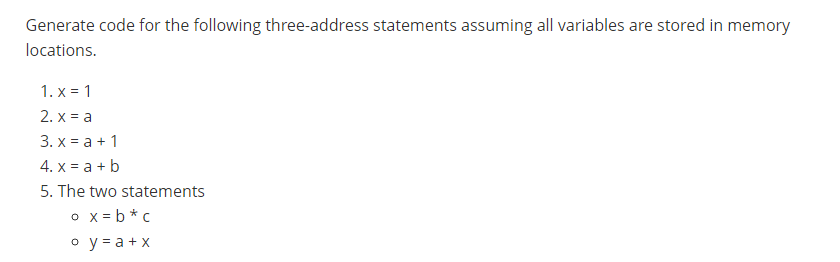 Generate code for the following three-address statements assuming all variables are stored in memory
locations.
1. x = 1
2. x = a
3. x = a + 1
4. x = a + b
5. The two statements
o x = b * c
o y = a + x